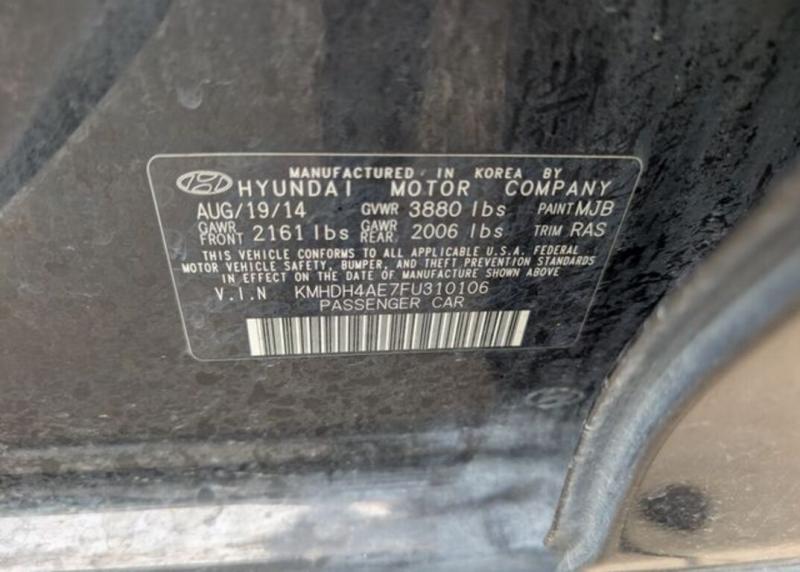 MANUFACTURED IN KOREA BY
HYUNDAI MOTOR COMPANY
AUG/19/14 GVWR 3880 lbs PAINT MJB
GAWR FRONT 2161 lbs GAWR REAR 2006 lbs TRIM RAS
THIS VEHICLE CONFORMS TO ALL APPLICABLE U.S.A. FEDERAL
MOTOR VEHICLE SAFETY, BUMPER, AND THEFT PREVENTION STANDARDS
IN EFFECT ON THE DATE OF MANUFACTURE SHOWN ABOVE
V.I.N KMHDH4AE7FU310106
PASSENGER CAR